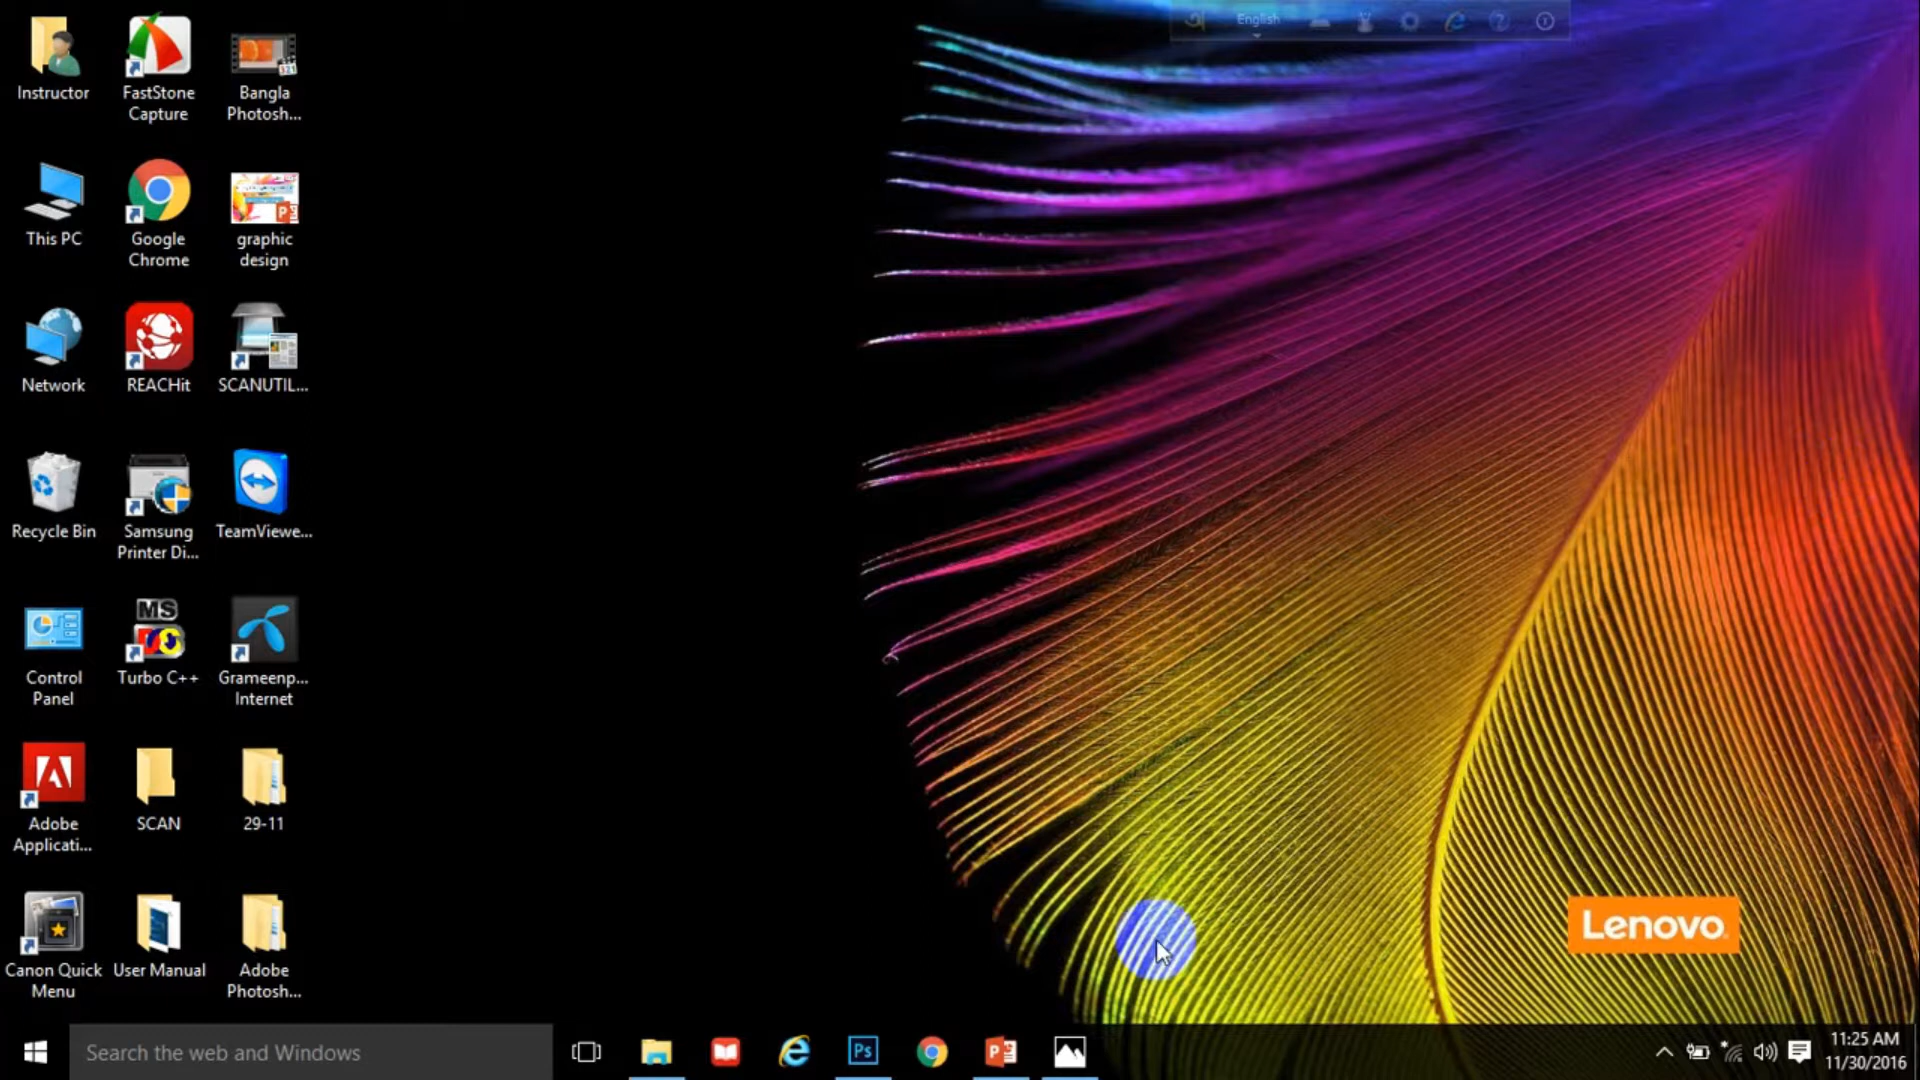 English
Instructor
FastStone
Capture
Bangla
Photosh...
This PC
Google
Chrome
graphic
design
Network
REACHit
SCANUTIL...
Recycle Bin
Samsung
Printer Di...
TeamViewe...
MS
Control
Panel
Turbo C++
Grameenp...
Internet
Adobe
Applicati...
SCAN
29-11
Canon Quick
Menu
User Manual
Adobe
Photosh...
Lenovo
Search the web and Windows
Ps
11:25 AM
11/30/2016